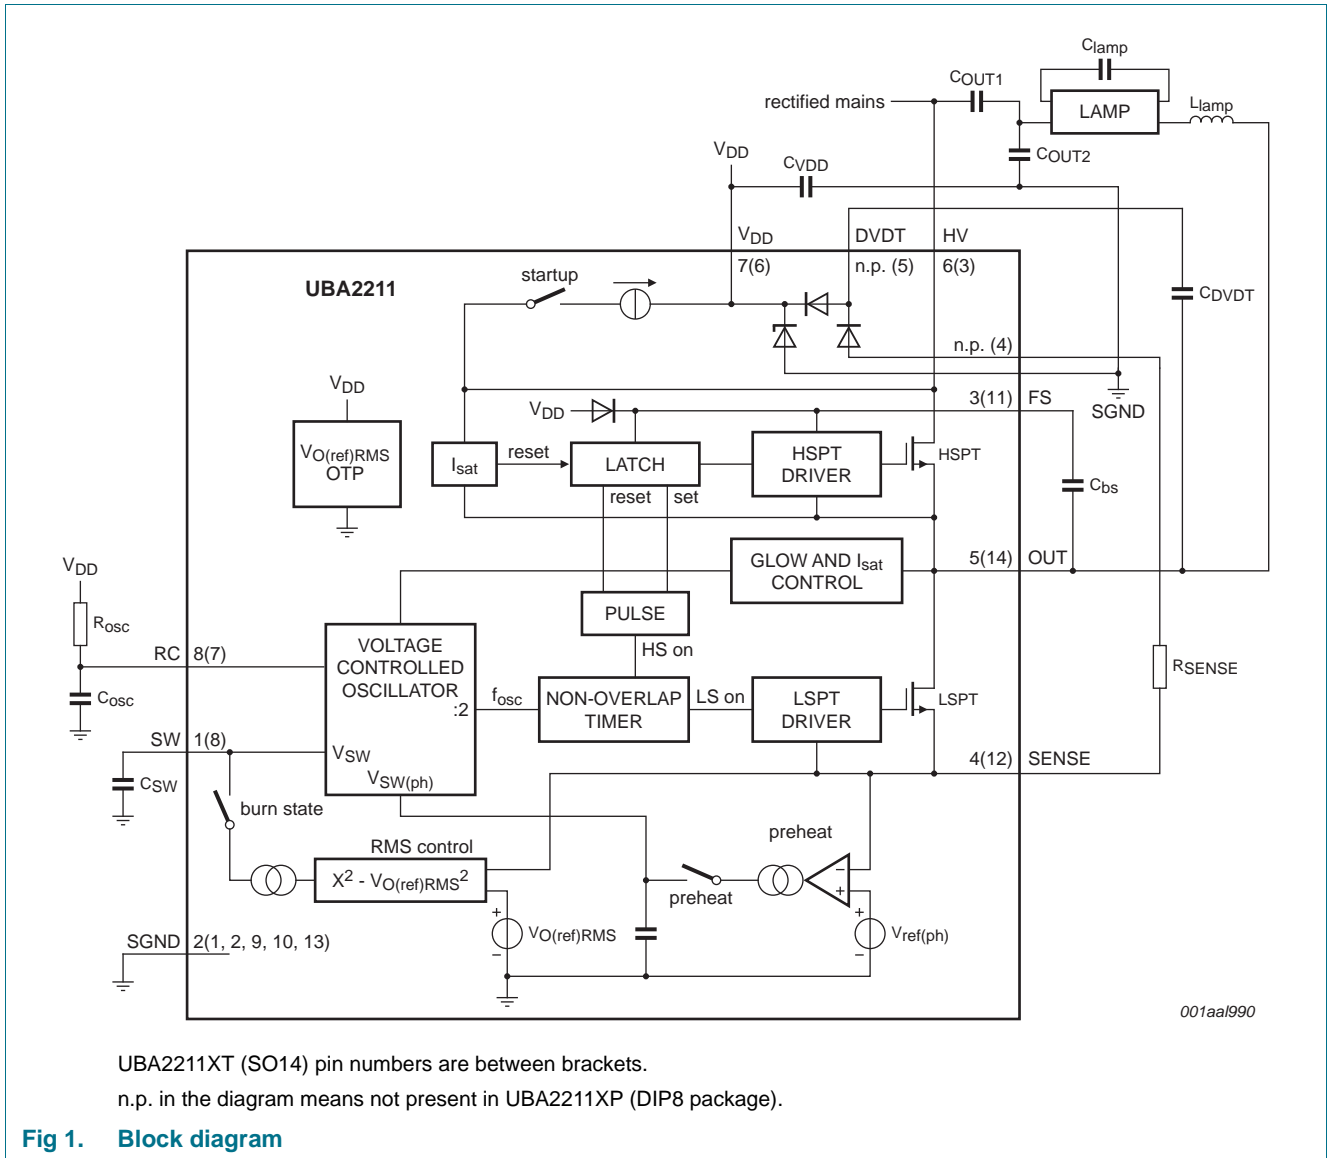 Clamp
COUT1
rectified mains
LAMP
Llamp
VDD
CVDD
COUT2
VDD
DVDT
HV
7(6)
n.p. (5)
6(3)
UBA2211
startup
CDVDT
n.p. (4)
VDD
VDD
3(11)
FS
SGND
VO(ref)RMS
OTP
Isat
reset
LATCH
HSPT
DRIVER
HSPT
reset
set
Cbs
GLOW AND Isat
CONTROL
5(14)
OUT
VDD
Rosc
PULSE
RC
8(7)
VOLTAGE
CONTROLLED
OSCILLATOR
:2
HS on
RSENSE
Cosc
fosc
NON-OVERLAP
TIMER
LS on
LSPT
DRIVER
LSPT
SW
1(8)
VSW
4(12)
SENSE
CSW
VSW(ph)
burn state
RMS control
preheat
X2 - VO(ref)RMS2
preheat
−
+
+
VO(ref)RMS
−
+
Vref(ph)
−
SGND
2(1, 2, 9, 10, 13)
001aal990
UBA2211XT (SO14) pin numbers are between brackets.
n.p. in the diagram means not present in UBA2211XP (DIP8 package).
Fig 1. Block diagram